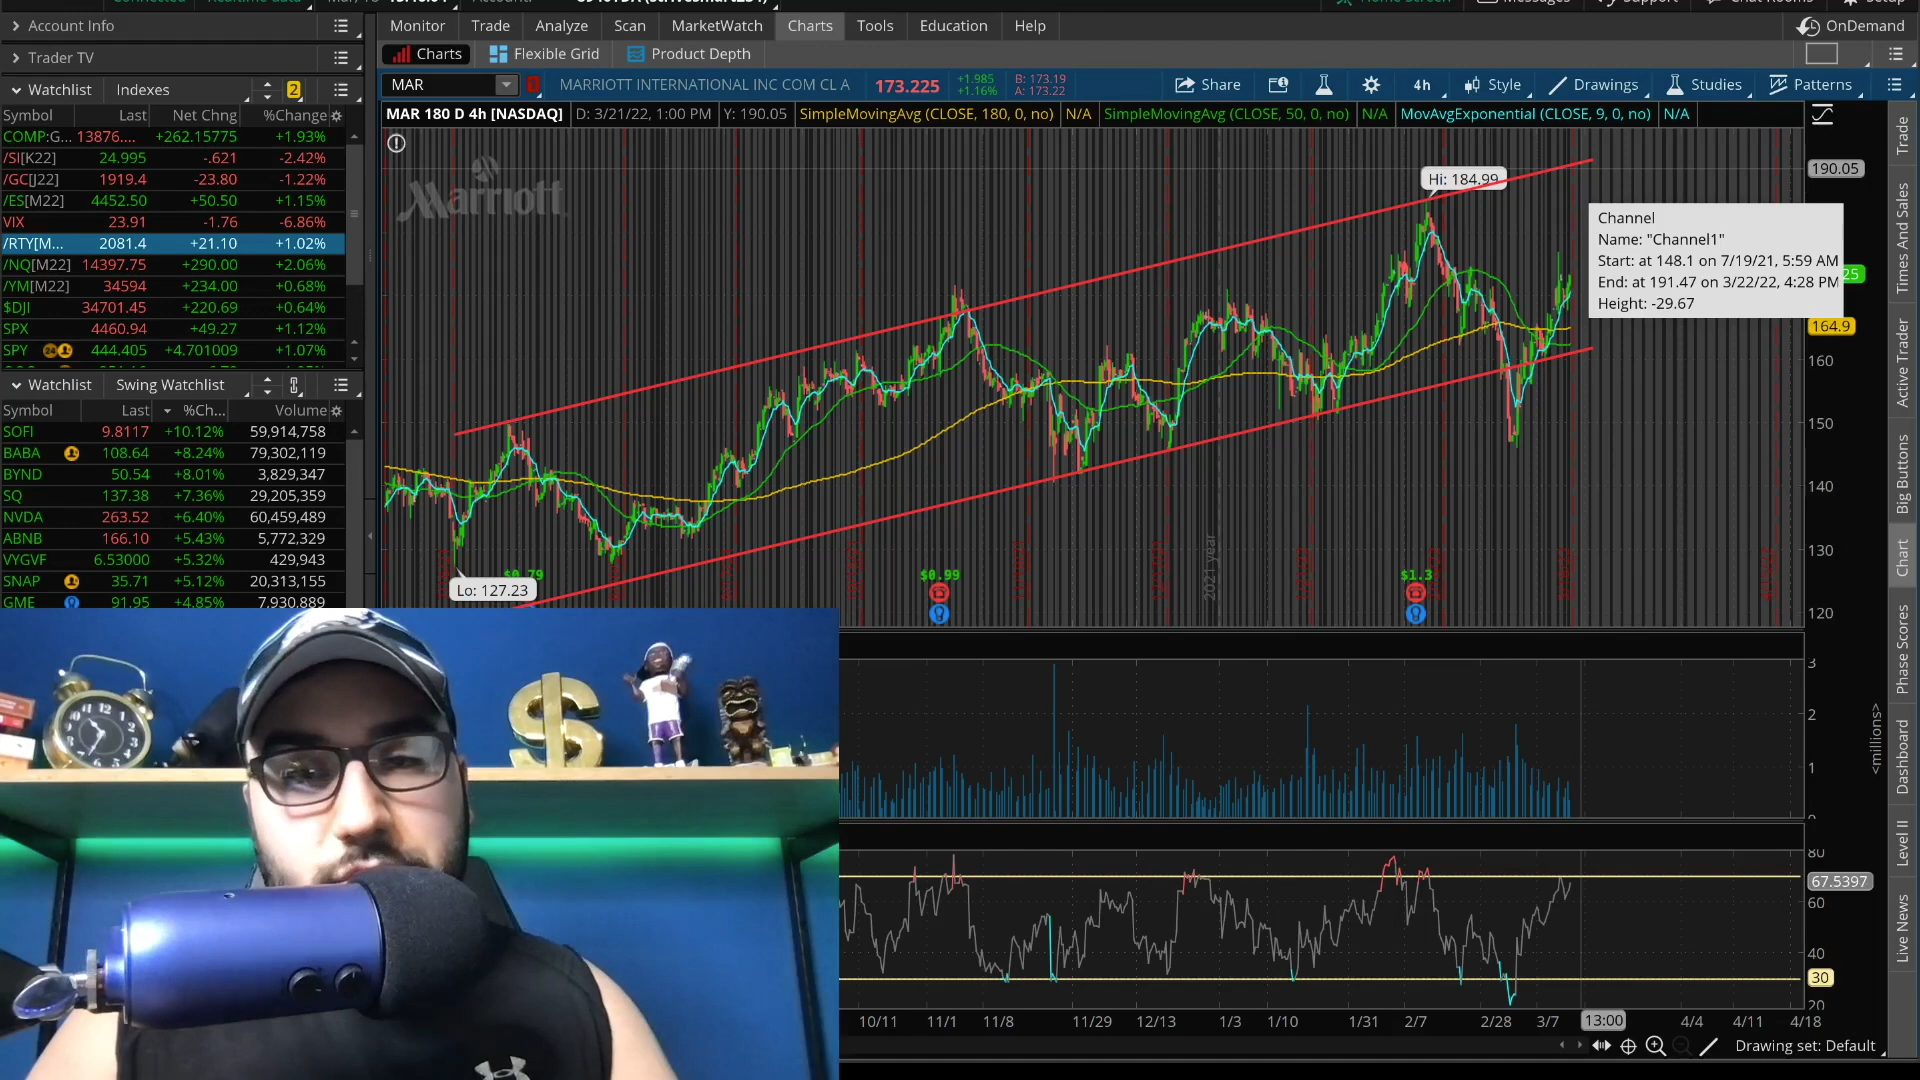 Account Info
Monitor Trade Analyze Scan MarketWatch Charts Tools Education Help OnDemand
Trader TV
Charts Flexible Grid Product Depth
Watchlist Indexes 2
MAR MARRIOTT INTERNATIONAL INC COM CL A 173.225 +1.985 +1.16% B: 173.19 A: 173.22 Share 4h Style Drawings Studies Patterns
Symbol Last Net Chng %Change
MAR 180 D 4h [NASDAQ] D: 3/21/22, 1:00 PM Y: 190.05 SimpleMovingAvg (CLOSE, 180, 0, no) N/A SimpleMovingAvg (CLOSE, 50, 0, no) N/A MovAvgExponential (CLOSE, 9, 0, no) N/A
COMP:G... 13876.... +262.15775 +1.93%
/SI[K22] 24.995 -.621 -2.42%
/GC[J22] 1919.4 -23.80 -1.22%
/ES[M22] 4452.50 +50.50 +1.15%
VIX 23.91 -1.76 -6.86%
/RTY[M... 2081.4 +21.10 +1.02%
/NQ[M22] 14397.75 +290.00 +2.06%
/YM[M22] 34594 +234.00 +0.68%
$DJI 34701.45 +220.69 +0.64%
SPX 4460.94 +49.27 +1.12%
SPY 24 444.405 +4.701009 +1.07%
Watchlist Swing Watchlist
Symbol Last %Ch... Volume
SOFI 9.8117 +10.12% 59,914,758
BABA 108.64 +8.24% 79,302,119
BYND 50.54 +8.01% 3,829,347
SQ 137.38 +7.36% 29,205,359
NVDA 263.52 +6.40% 60,459,489
ABNB 166.10 +5.43% 5,772,329
VYGVF 6.53000 +5.32% 429,943
SNAP 35.71 +5.12% 20,313,155
GME 91.95 +4.85% 7,930,889
Marriott
Hi: 184.99
Channel
Name: "Channel1"
Start: at 148.1 on 7/19/21, 5:59 AM
End: at 191.47 on 3/22/22, 4:28 PM
Height: -29.67
Lo: 127.23
$0.79
$0.99
$1.3
2021 year
190.05
25
164.9
160
150
140
130
120
3
2
1
0
<millions>
80
67.5397
60
40
30
20
10/11 11/1 11/8 11/29 12/13 1/3 1/10 1/31 2/7 2/28 3/7 13:00 4/4 4/11 4/18
Drawing set: Default
Trade
Times And Sales
Active Trader
Big Buttons
Chart
Phase Scores
Dashboard
Level II
Live News